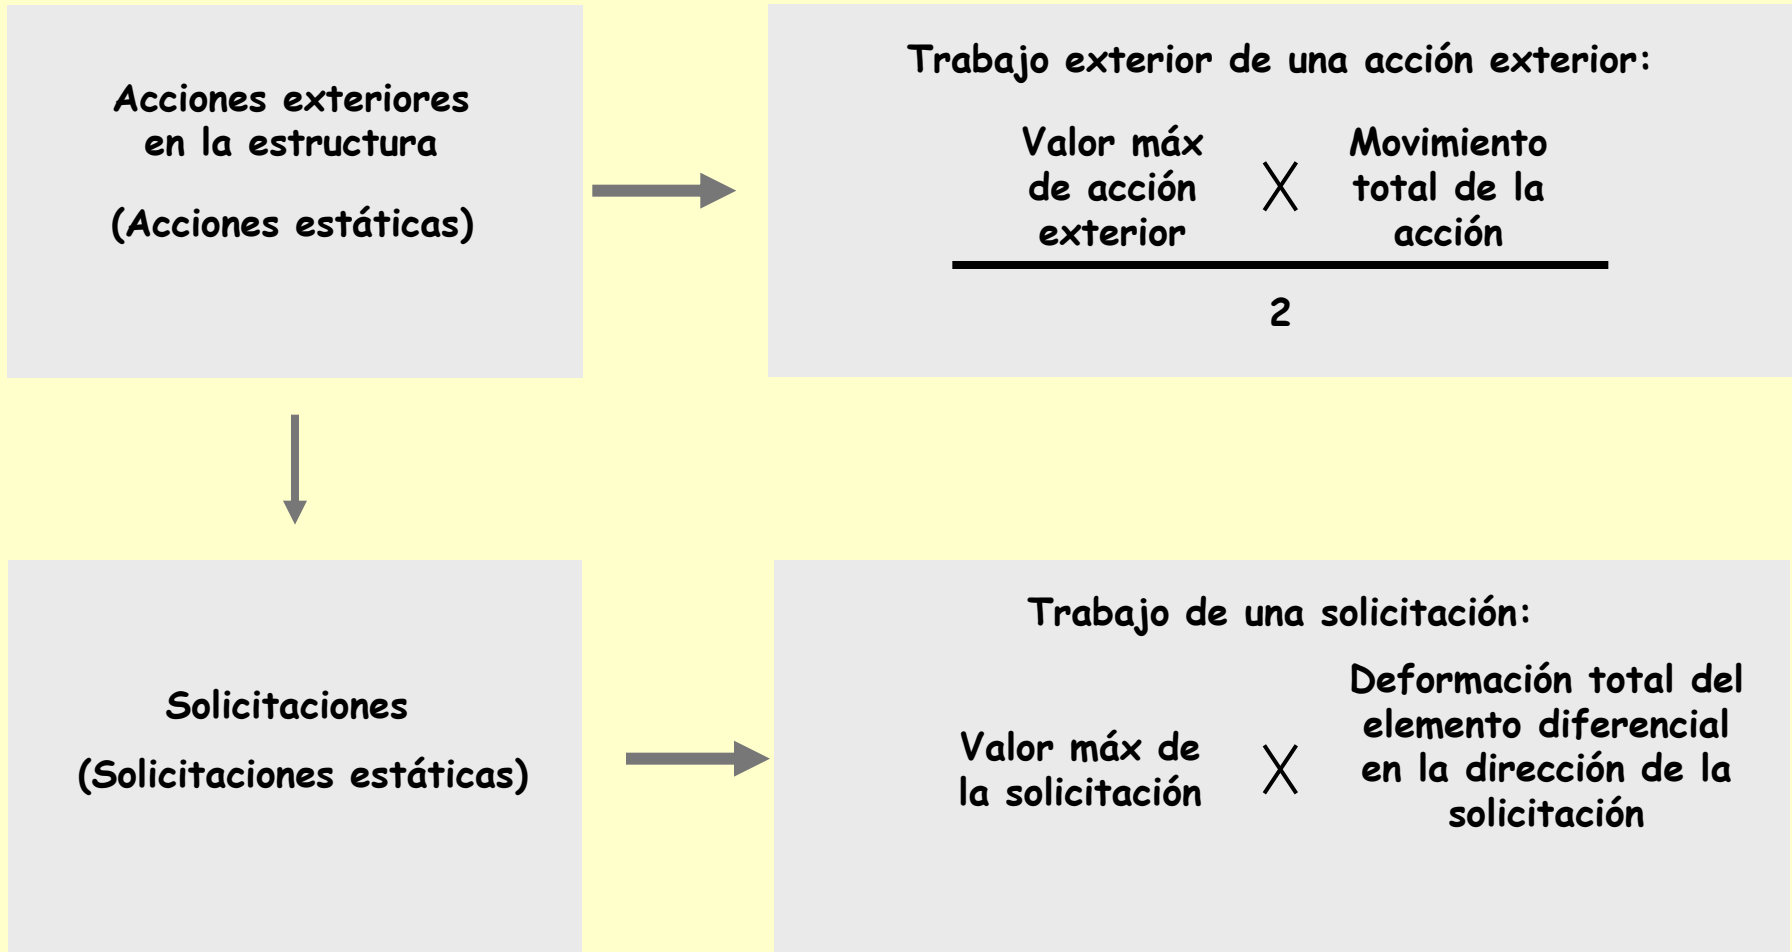 Acciones exteriores
en la estructura
(Acciones estáticas)
Trabajo exterior de una acción exterior:
Valor máx
de acción
exterior
X
Movimiento
total de la
acción
2
Solicitaciones
(Solicitaciones estáticas)
Trabajo de una solicitación:
Valor máx de
la solicitación
X
Deformación total del
elemento diferencial
en la dirección de la
solicitación